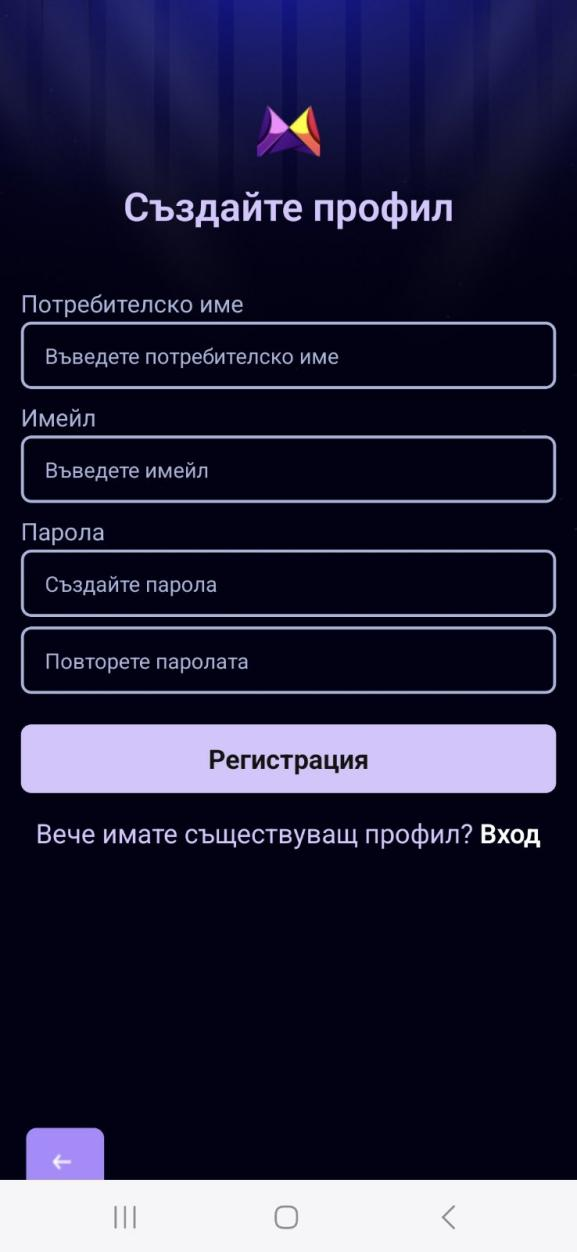 Създайте профил
Потребителско име
Въведете потребителско име
Имейл
Въведете имейл
Парола
Създайте парола
Повторете паролата
Регистрация
Вече имате съществуващ профил? Вход